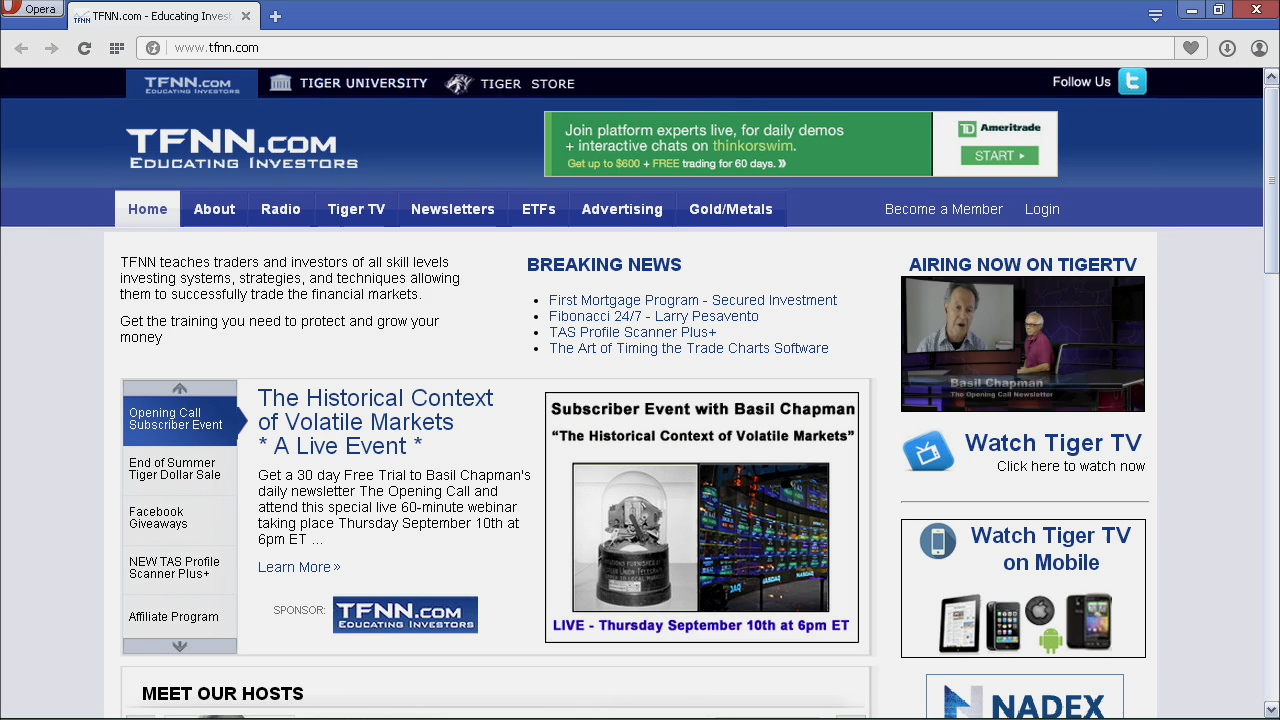 Opera
TFNN.com - Educating Invest
www.tfnn.com
TFNN.COM
EDUCATING INVESTORS
TIGER UNIVERSITY
TIGER STORE
Follow Us
TFNN.COM
EDUCATING INVESTORS
Join platform experts live, for daily demos
+ interactive chats on thinkorswim.
Get up to $600 + FREE trading for 60 days. »
TD Ameritrade
START
Home
About
Radio
Tiger TV
Newsletters
ETFs
Advertising
Gold/Metals
Become a Member
Login
TFNN teaches traders and investors of all skill levels
investing systems, strategies, and techniques allowing
them to successfully trade the financial markets.
Get the training you need to protect and grow your
money
BREAKING NEWS
First Mortgage Program - Secured Investment
Fibonacci 24/7 - Larry Pesavento
TAS Profile Scanner Plus+
The Art of Timing the Trade Charts Software
AIRING NOW ON TIGERTV
Basil Chapman
The Opening Call Newsletter
Watch Tiger TV
Click here to watch now
Opening Call
Subscriber Event
End of Summer
Tiger Dollar Sale
Facebook
Giveaways
NEW TAS Profile
Scanner Plus+
Affiliate Program
The Historical Context
of Volatile Markets
* A Live Event *
Get a 30 day Free Trial to Basil Chapman's
daily newsletter The Opening Call and
attend this special live 60-minute webinar
taking place Thursday September 10th at
6pm ET ...
Learn More »
SPONSOR:
TFNN.COM
EDUCATING INVESTORS
Subscriber Event with Basil Chapman
“The Historical Context of Volatile Markets”
NASDAQ
LIVE - Thursday September 10th at 6pm ET
Watch Tiger TV
on Mobile
NADEX
MEET OUR HOSTS